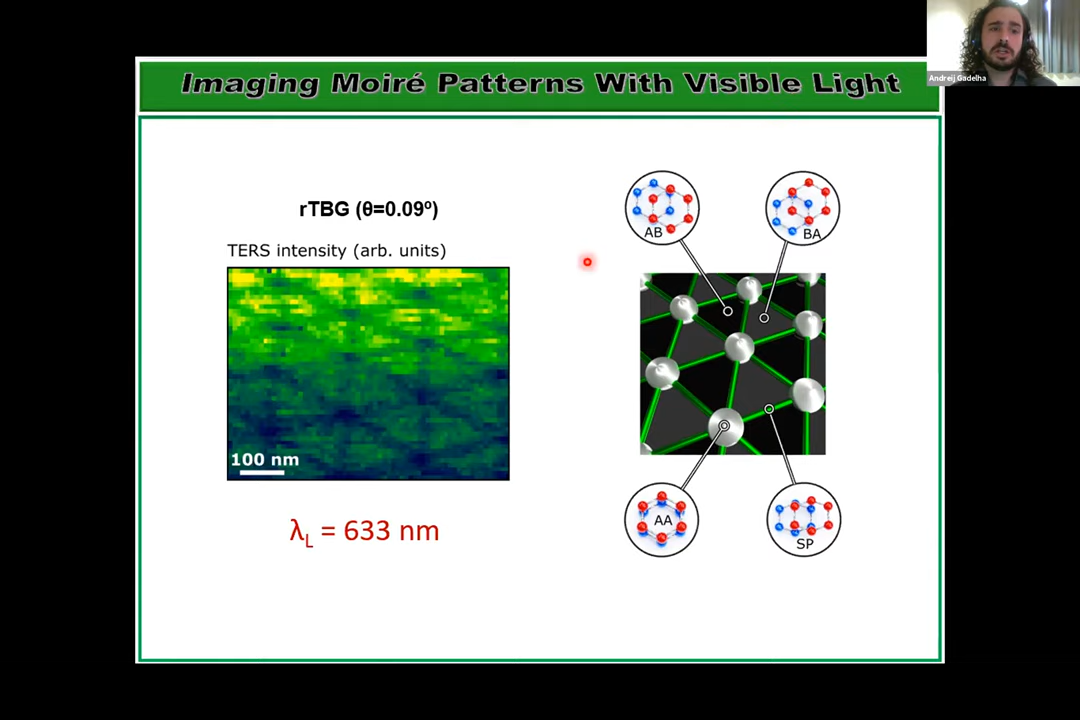 Imaging Moiré Patterns With Visible Light
Andreij Gadelha
rTBG (θ=0.09º)
TERS intensity (arb. units)
100 nm
λL = 633 nm
AB
BA
AA
SP